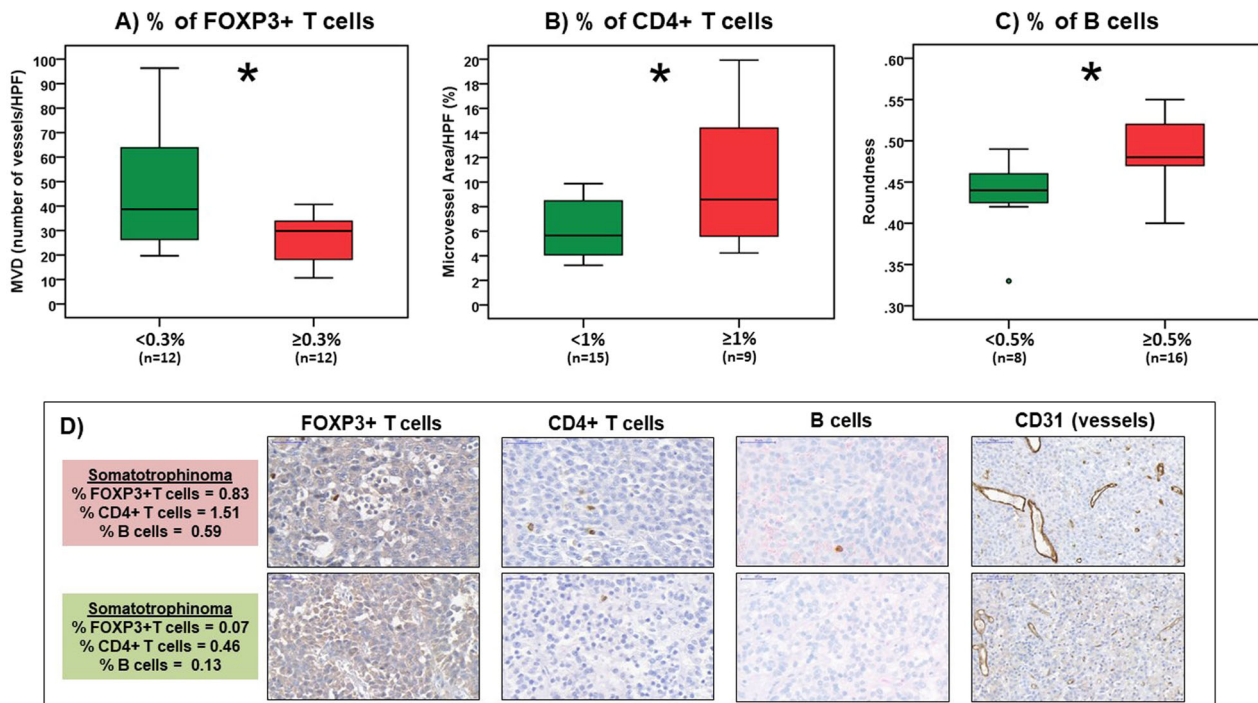 A) % of FOXP3+ T cells
MVD (number of vessels/HPF)
100
90
80
70
60
50
40
30
20
10
0
*
<0.3%
(n=12)
≥0.3%
(n=12)
B) % of CD4+ T cells
Microvessel Area/HPF (%)
20
18
16
14
12
10
8
6
4
2
0
*
<1%
(n=15)
≥1%
(n=9)
C) % of B cells
Roundness
.60
.55
.50
.45
.40
.35
.30
*
<0.5%
(n=8)
≥0.5%
(n=16)
D)
FOXP3+ T cells
CD4+ T cells
B cells
CD31 (vessels)
Somatotrophinoma
% FOXP3+T cells = 0.83
% CD4+ T cells = 1.51
% B cells = 0.59
Somatotrophinoma
% FOXP3+T cells = 0.07
% CD4+ T cells = 0.46
% B cells = 0.13